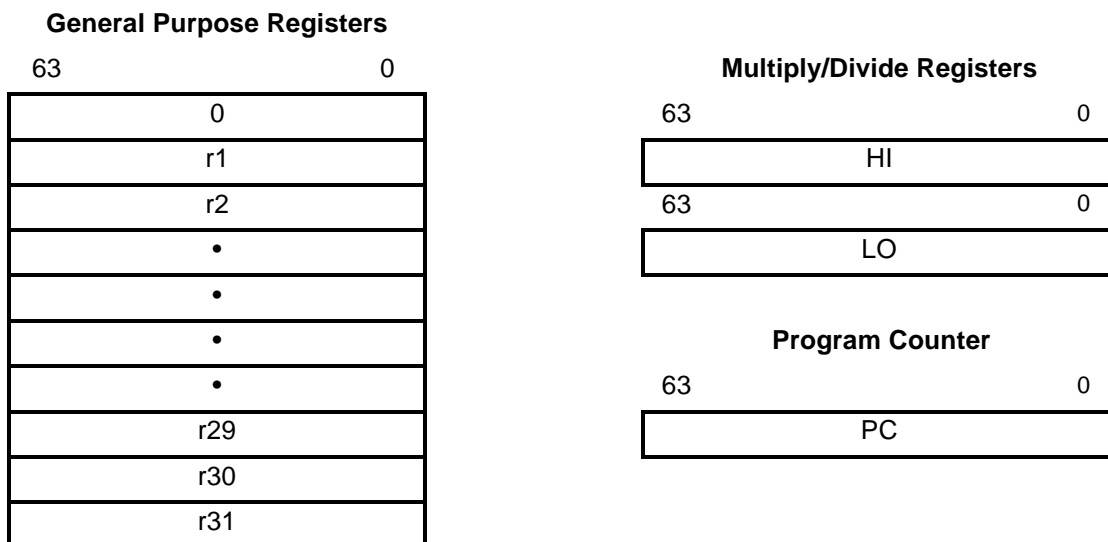 General Purpose Registers
63 0
0
r1
r2
•
•
•
•
r29
r30
r31
Multiply/Divide Registers
63 0
HI
63 0
LO
Program Counter
63 0
PC